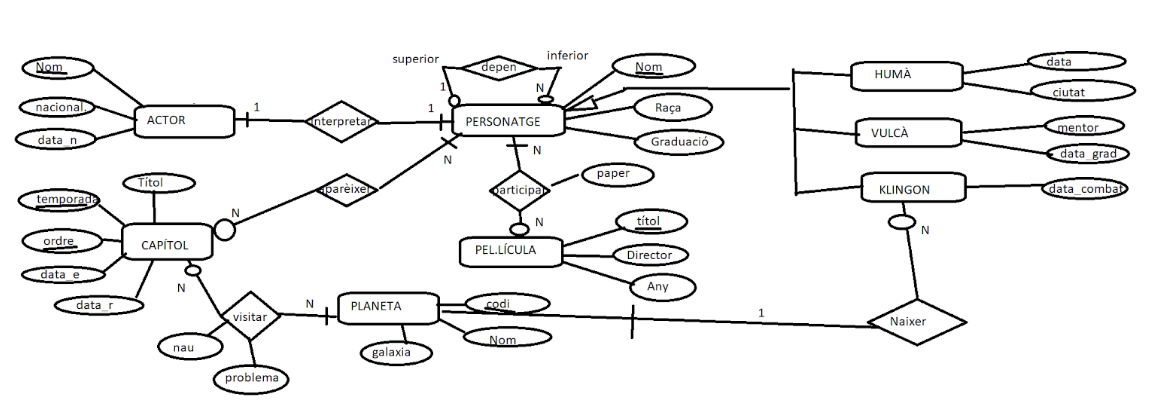 superior
depen
inferior
Nom
nacional
data_n
ACTOR
1
interpretar
1
1
N
PERSONATGE
Nom
Raça
Graduació
HUMÀ
data
ciutat
VULCÀ
mentor
data_grad
KLINGON
data_combat
N
aparèixer
N
N
participar
paper
N
Títol
temporada
ordre
data_e
data_r
CAPÍTOL
PEL.LÍCULA
títol
Director
Any
N
N
visitar
nau
problema
N
PLANETA
codi
Nom
galaxia
1
Naixer